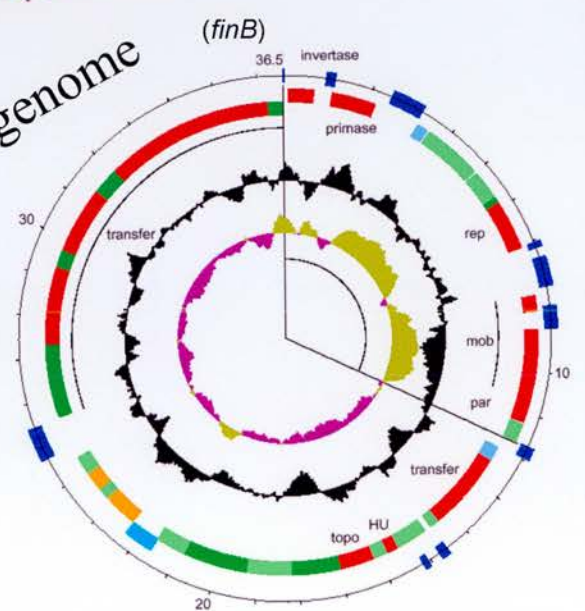 genome
(finB)
36.5
invertase
primase
rep
mob
10
par
transfer
HU
topo
20
30
transfer